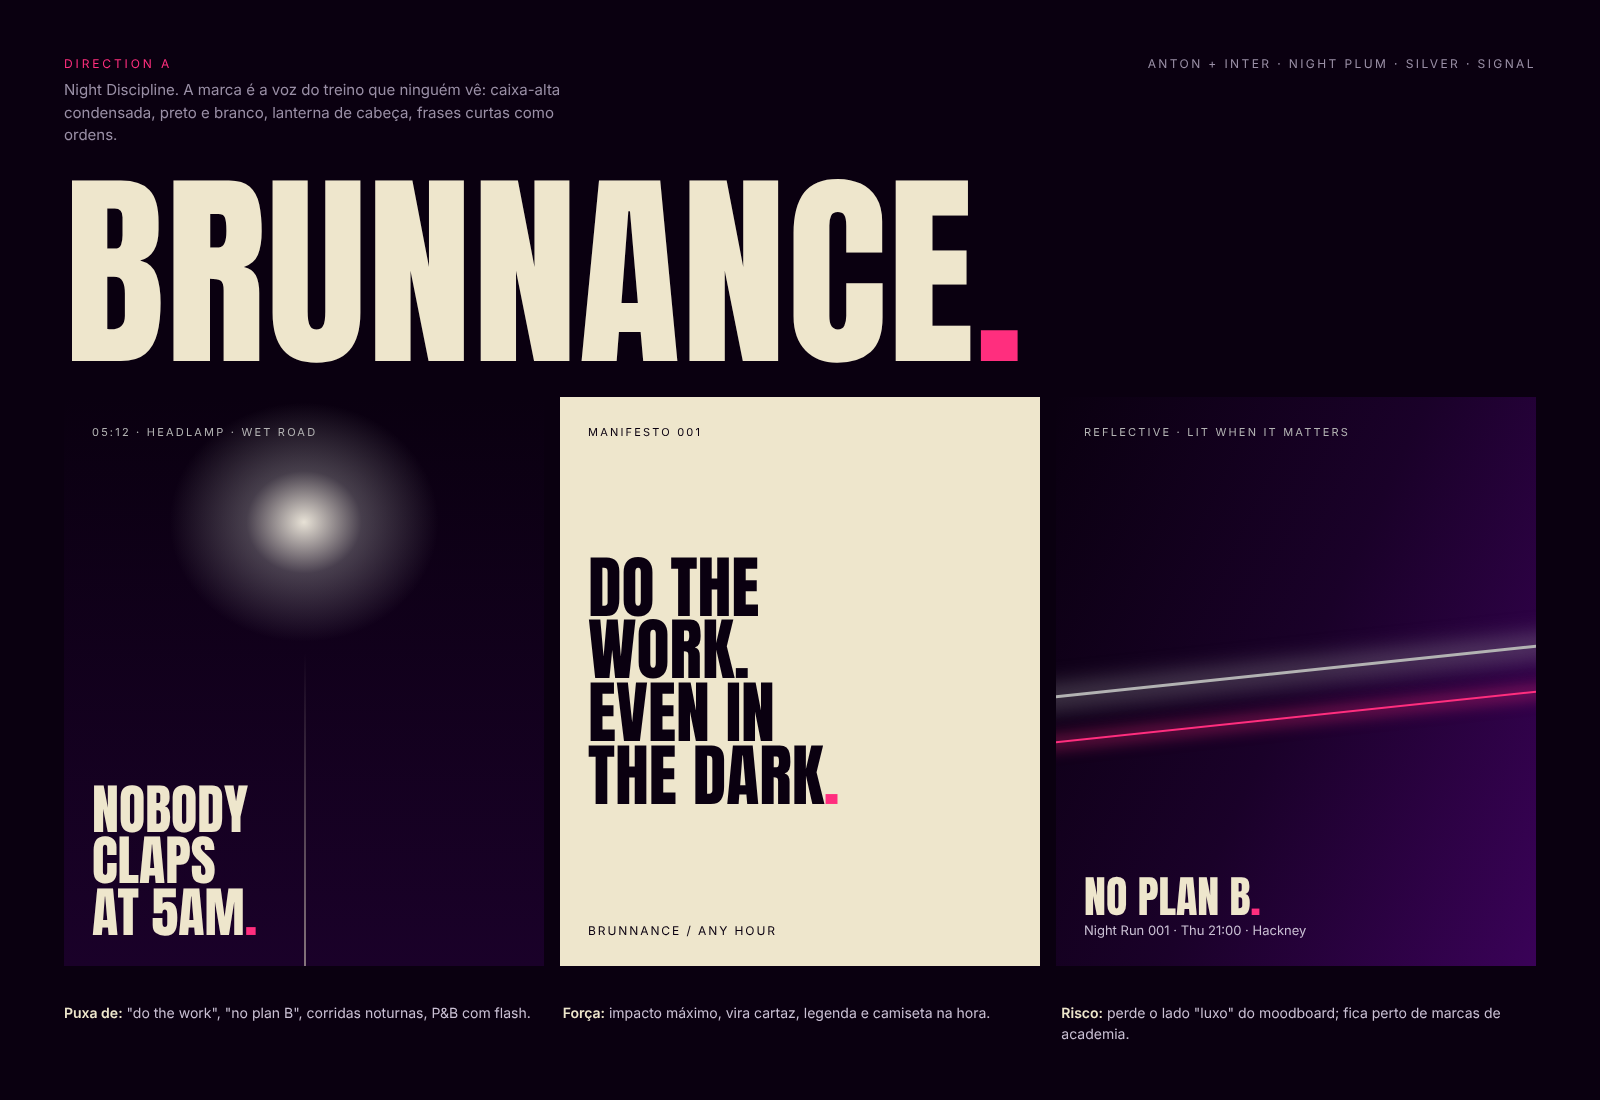 DIRECTION A
ANTON + INTER · NIGHT PLUM · SILVER · SIGNAL
Night Discipline. A marca é a voz do treino que ninguém vê: caixa-alta
condensada, preto e branco, lanterna de cabeça, frases curtas como
ordens.
BRUNNANCE.
05:12 · HEADLAMP · WET ROAD
NOBODY
CLAPS
AT 5AM.
MANIFESTO 001
DO THE
WORK.
EVEN IN
THE DARK.
BRUNNANCE / ANY HOUR
REFLECTIVE · LIT WHEN IT MATTERS
NO PLAN B.
Night Run 001 · Thu 21:00 · Hackney
Puxa de: "do the work", "no plan B", corridas noturnas, P&B com flash.
Força: impacto máximo, vira cartaz, legenda e camiseta na hora.
Risco: perde o lado "luxo" do moodboard; fica perto de marcas de
academia.